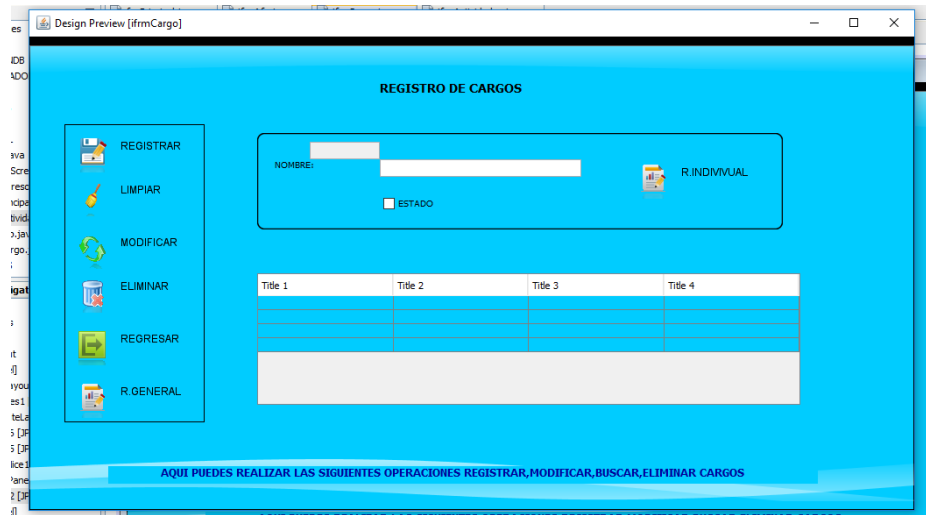 Design Preview [ifrmCargo]
REGISTRO DE CARGOS
REGISTRAR
LIMPIAR
MODIFICAR
ELIMINAR
REGRESAR
R.GENERAL
NOMBRE:
ESTADO
R.INDIVIVUAL
Title 1 Title 2 Title 3 Title 4
AQUI PUEDES REALIZAR LAS SIGUIENTES OPERACIONES REGISTRAR,MODIFICAR,BUSCAR,ELIMINAR CARGOS